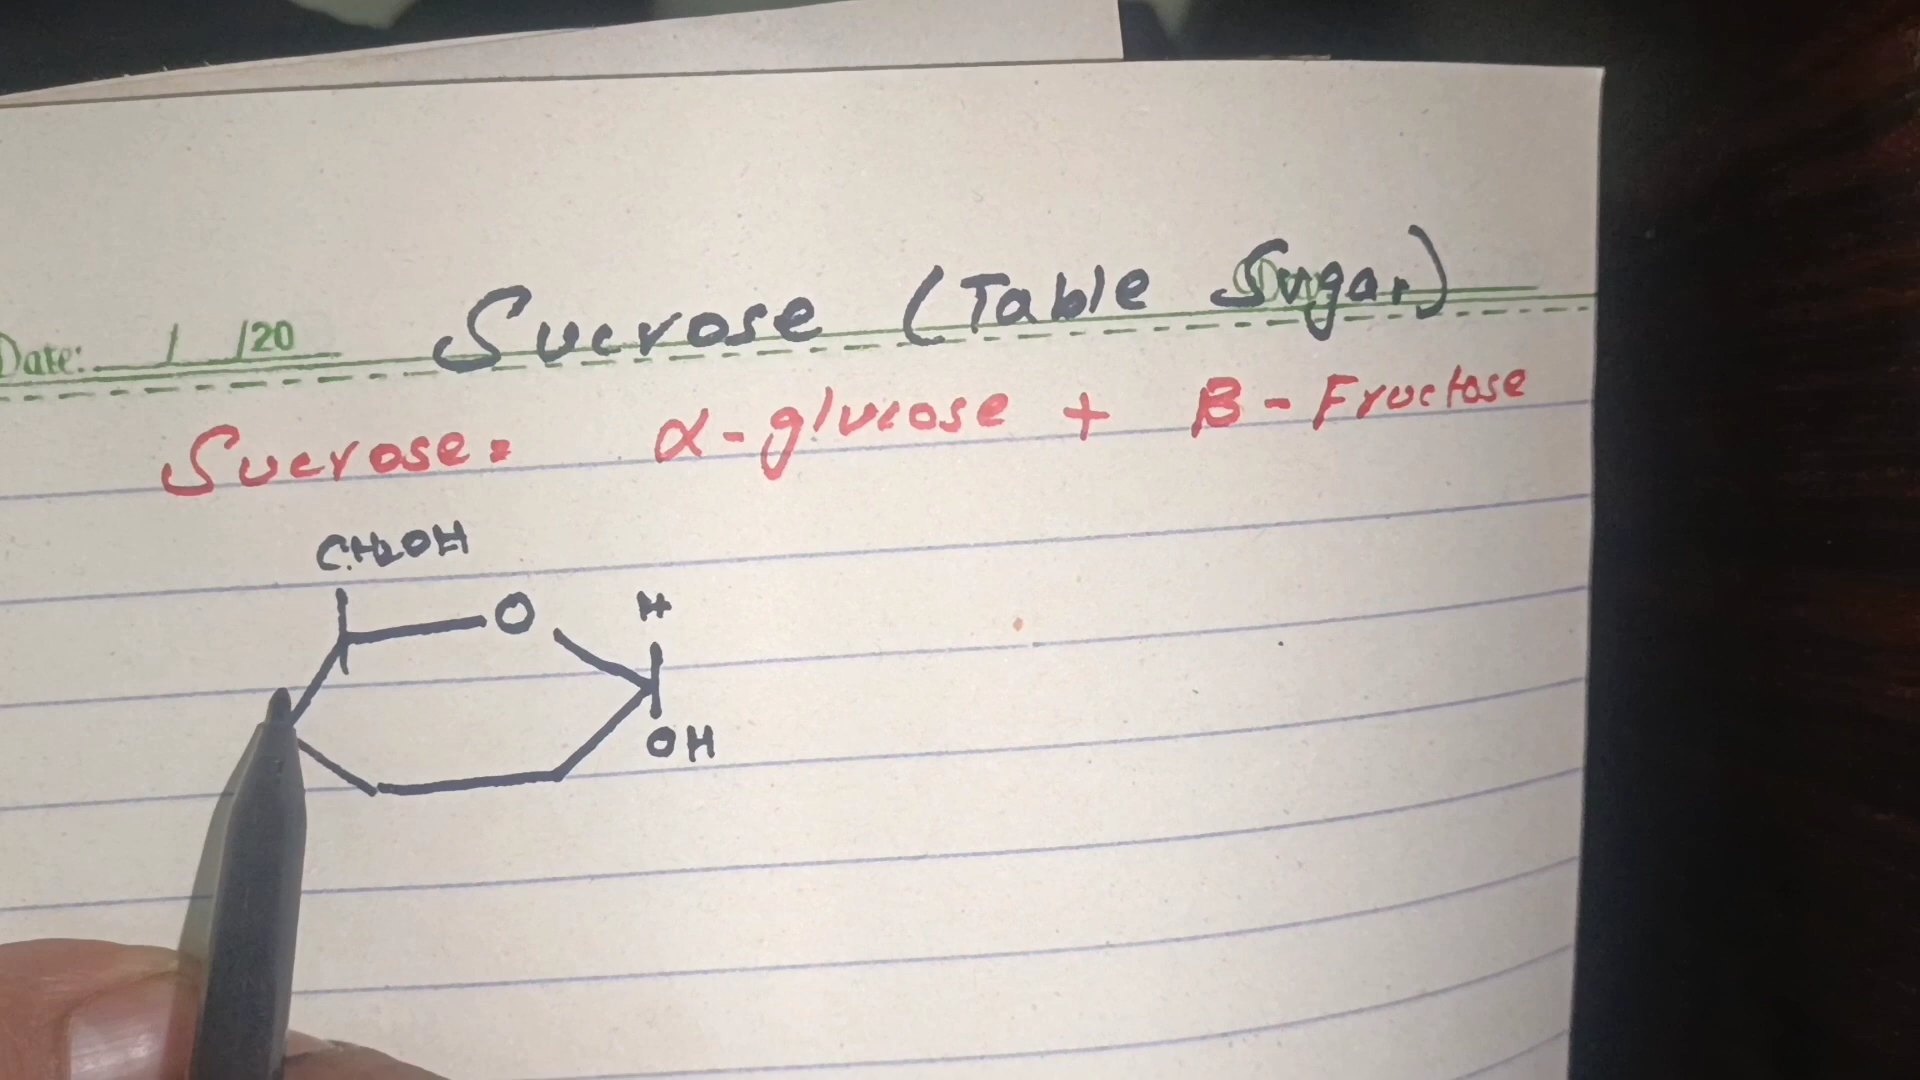 Date: / /20
Sucrose (Table Sugar)
Sucrose= α-glucose + β-Fructose
CH2OH
O
H
OH